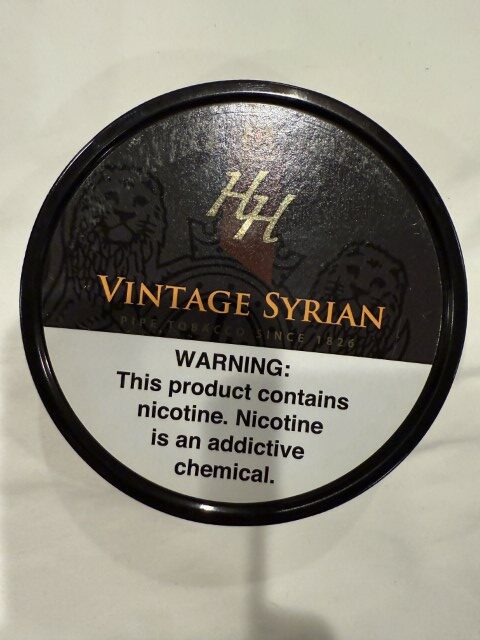 HH
VINTAGE SYRIAN
PIPE TOBACCO SINCE 1826
WARNING:
This product contains
nicotine. Nicotine
is an addictive
chemical.